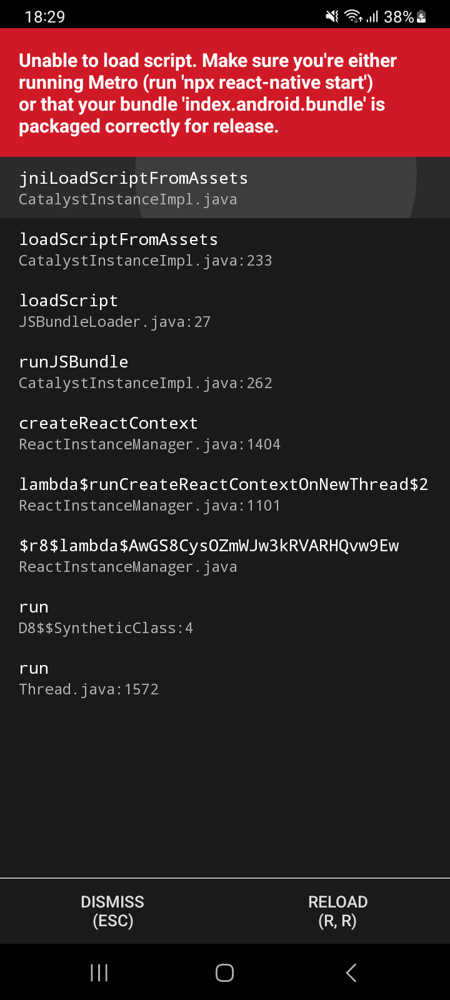 18:29
38%
Unable to load script. Make sure you're either
running Metro (run 'npx react-native start')
or that your bundle 'index.android.bundle' is
packaged correctly for release.
jniLoadScriptFromAssets
CatalystInstanceImpl.java
loadScriptFromAssets
CatalystInstanceImpl.java:233
loadScript
JSBundleLoader.java:27
runJSBundle
CatalystInstanceImpl.java:262
createReactContext
ReactInstanceManager.java:1404
lambda$runCreateReactContextOnNewThread$2
ReactInstanceManager.java:1101
$r8$lambda$AwGS8CysOZmWJw3kRVARHQvw9Ew
ReactInstanceManager.java
run
D8$$SyntheticClass:4
run
Thread.java:1572
DISMISS
(ESC)
RELOAD
(R, R)